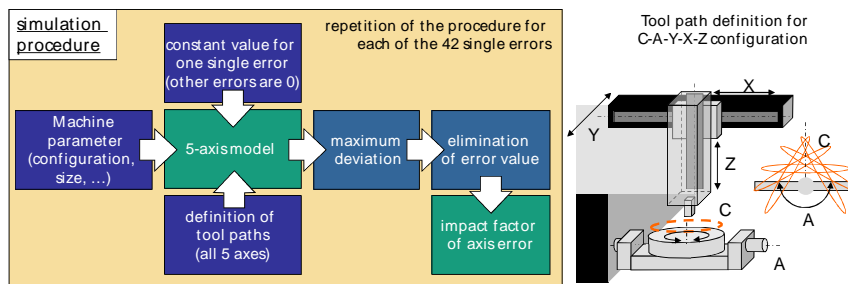 simulation
procedure
constant value for
one single error
(other errors are 0)
repetition of the procedure for
each of the 42 single errors
Machine
parameter
(configuration,
size, ...)
5-axis model
maximum
deviation
elimination
of error value
definition of
tool paths
(all 5 axes)
impact factor
of axis error
Tool path definition for
C-A-Y-X-Z configuration
X
Y
Z
C
A
C
A